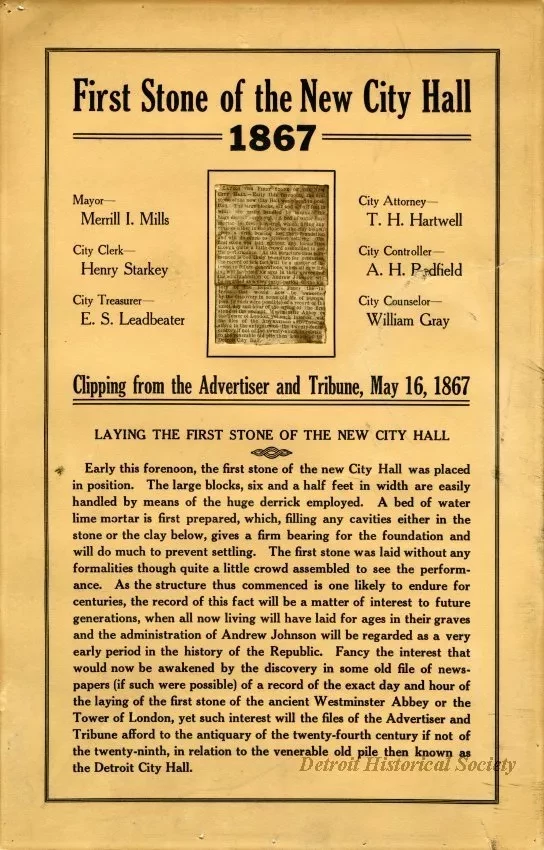 First Stone of the New City Hall
1867
Mayor—
Merrill I. Mills
City Clerk—
Henry Starkey
City Treasurer—
E. S. Leadbeater
City Attorney—
T. H. Hartwell
City Controller—
A. H. Redfield
City Counselor—
William Gray
Clipping from the Advertiser and Tribune, May 16, 1867
LAYING THE FIRST STONE OF THE NEW CITY HALL
Early this forenoon, the first stone of the new City Hall was placed
in position. The large blocks, six and a half feet in width are easily
handled by means of the huge derrick employed. A bed of water
lime mortar is first prepared, which, filling any cavities either in the
stone or the clay below, gives a firm bearing for the foundation and
will do much to prevent settling. The first stone was laid without any
formalities though quite a little crowd assembled to see the perform-
ance. As the structure thus commenced is one likely to endure for
centuries, the record of this fact will be a matter of interest to future
generations, when all now living will have laid for ages in their graves
and the administration of Andrew Johnson will be regarded as a very
early period in the history of the Republic. Fancy the interest that
would now be awakened by the discovery in some old file of news-
papers (if such were possible) of a record of the exact day and hour of
the laying of the first stone of the ancient Westminster Abbey or the
Tower of London, yet such interest will the files of the Advertiser and
Tribune afford to the antiquary of the twenty-fourth century if not of
the twenty-ninth, in relation to the venerable old pile then known as
the Detroit City Hall.
Detroit Historical Society